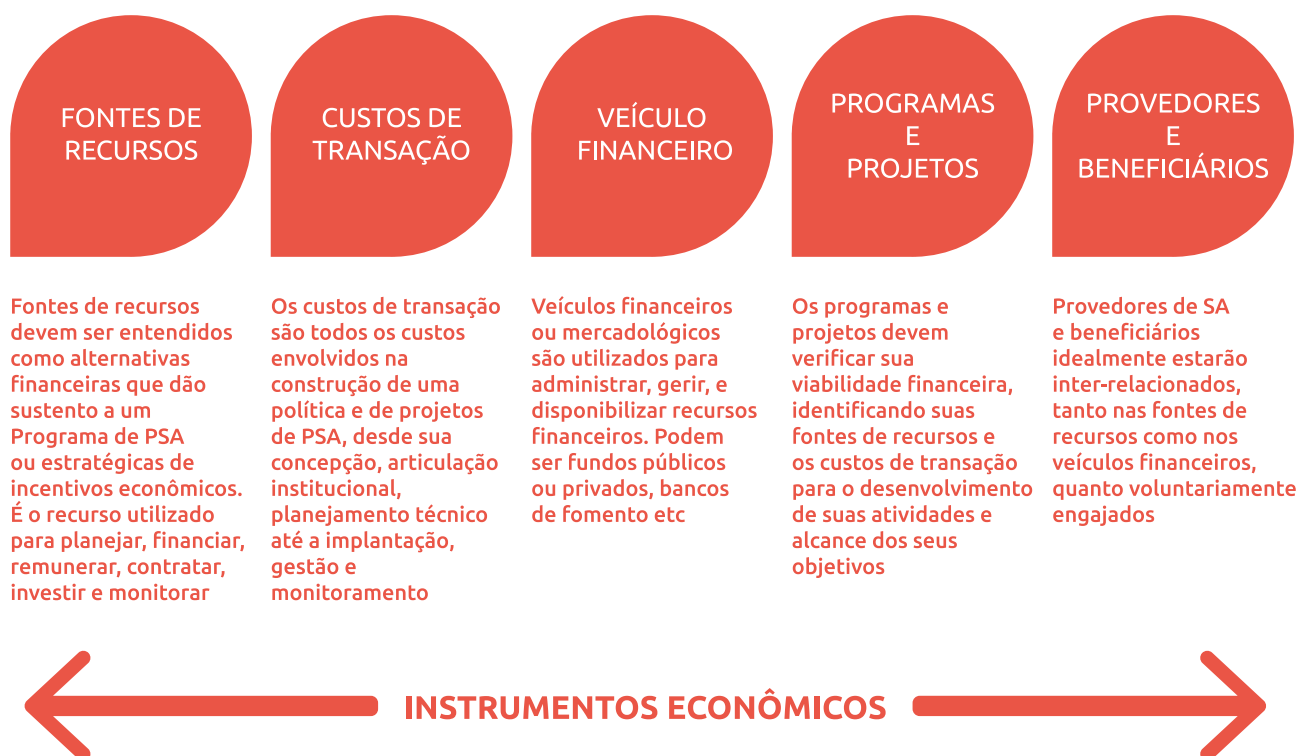 FONTES DE
RECURSOS
CUSTOS DE
TRANSAÇÃO
VEÍCULO
FINANCEIRO
PROGRAMAS
E
PROJETOS
PROVEDORES
E
BENEFICIÁRIOS
Fontes de recursos
devem ser entendidos
como alternativas
financeiras que dão
sustento a um
Programa de PSA
ou estratégicas de
incentivos econômicos.
É o recurso utilizado
para planejar, financiar,
remunerar, contratar,
investir e monitorar
Os custos de transação
são todos os custos
envolvidos na
construção de uma
política e de projetos
de PSA, desde sua
concepção, articulação
institucional,
planejamento técnico
até a implantação,
gestão e
monitoramento
Veículos financeiros
ou mercadológicos
são utilizados para
administrar, gerir, e
disponibilizar recursos
financeiros. Podem
ser fundos públicos
ou privados, bancos
de fomento etc
Os programas e
projetos devem
verificar sua
viabilidade financeira,
identificando suas
fontes de recursos e
os custos de transação
para o desenvolvimento
de suas atividades e
alcance dos seus
objetivos
Provedores de SA
e beneficiários
idealmente estarão
inter-relacionados,
tanto nas fontes de
recursos como nos
veículos financeiros,
quanto voluntariamente
engajados
INSTRUMENTOS ECONÔMICOS